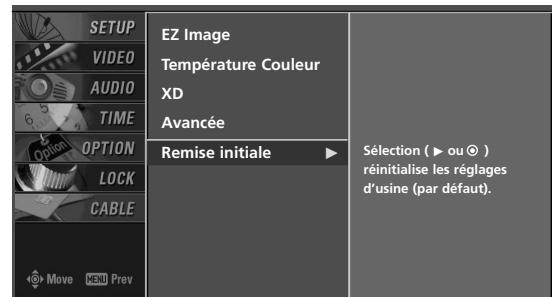 SETUP
VIDEO
AUDIO
TIME
OPTION
LOCK
CABLE
Move MENU Prev
EZ Image
Température Couleur
XD
Avancée
Remise initiale ▶
Sélection ( ▶ ou ◉ )
réinitialise les réglages
d'usine (par défaut).